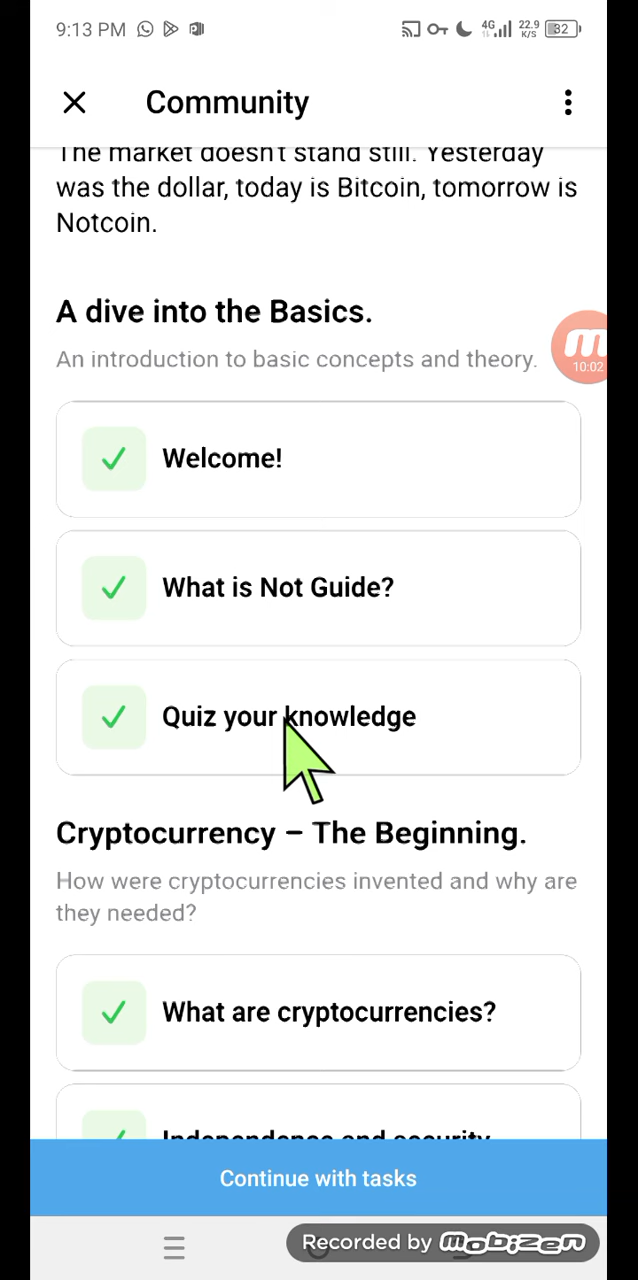 9:13 PM
4G
22.9
K/S
32
Community
The market doesn't stand still. Yesterday
was the dollar, today is Bitcoin, tomorrow is
Notcoin.
A dive into the Basics.
An introduction to basic concepts and theory.
10:02
Welcome!
What is Not Guide?
Quiz your knowledge
Cryptocurrency – The Beginning.
How were cryptocurrencies invented and why are
they needed?
What are cryptocurrencies?
Independence and security
Continue with tasks
Recorded by mobizen